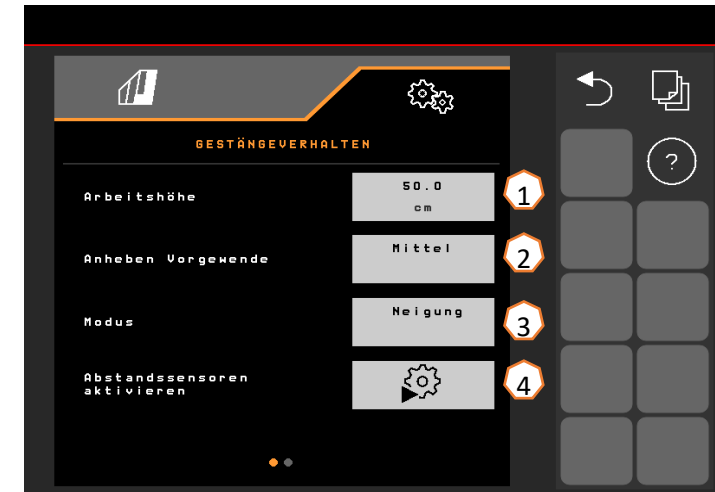 GESTÄNGEVERHALTEN
Arbeitshöhe
50.0
cm
1
Anheben Vorgewende
Mittel
2
Modus
Neigung
3
Abstandssensoren
aktivieren
4
?